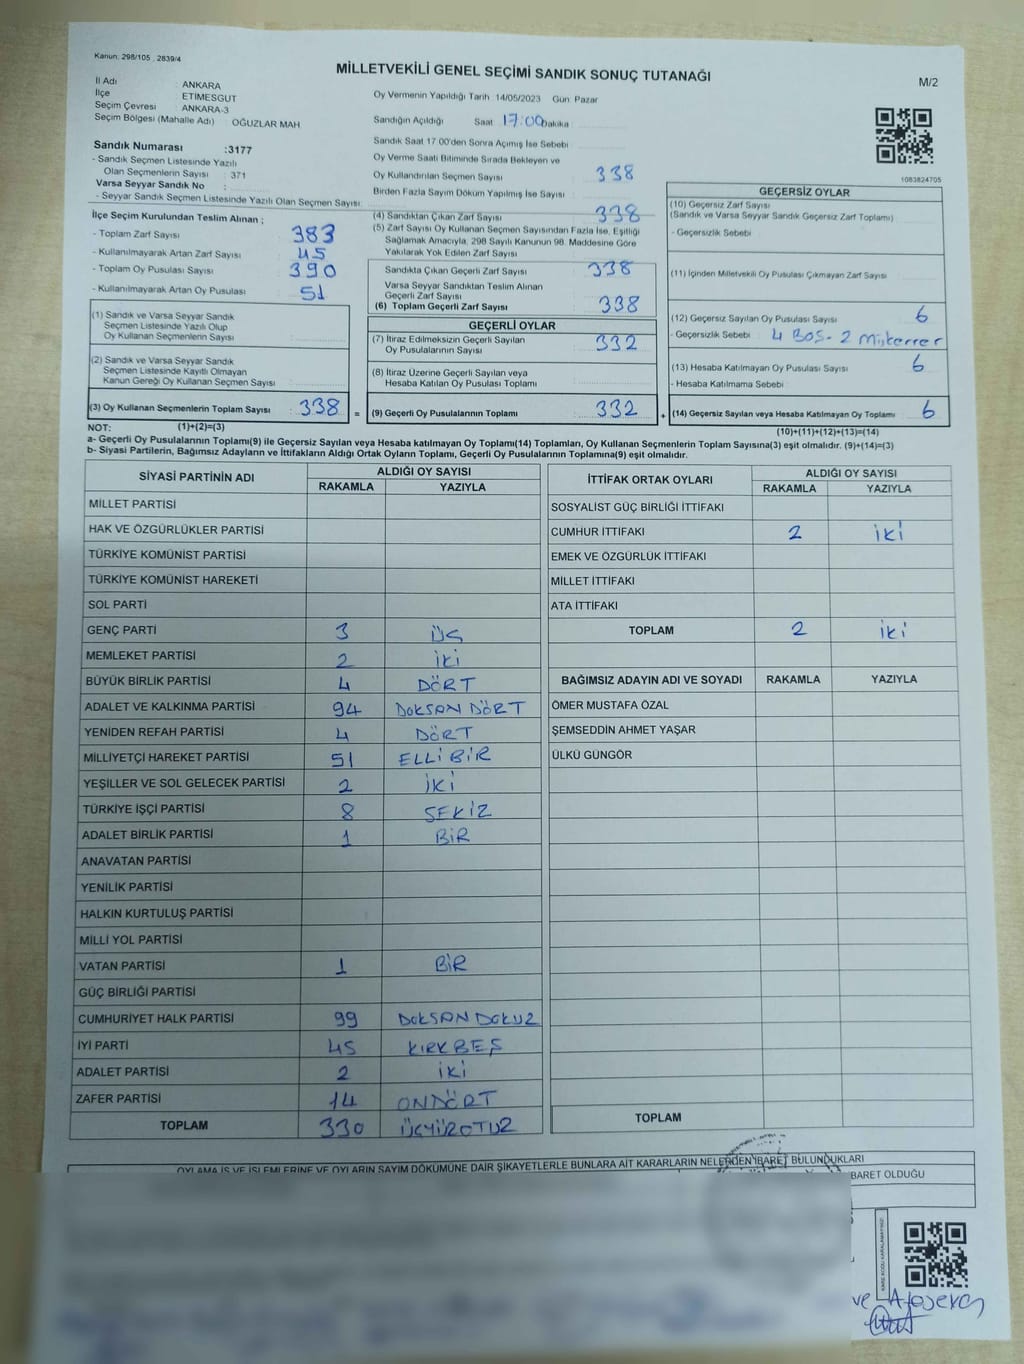 Kanun: 298/105 , 2839/4
MİLLETVEKİLİ GENEL SEÇİMİ SANDIK SONUÇ TUTANAĞI
M/2
İl Adı : ANKARA
İlçe : ETİMESGUT
Seçim Çevresi : ANKARA-3
Seçim Bölgesi (Mahalle Adı) : OĞUZLAR MAH
Sandık Numarası :3177
- Sandık Seçmen Listesinde Yazılı
Olan Seçmenlerin Sayısı : 371
Varsa Seyyar Sandık No :
- Seyyar Sandık Seçmen Listesinde Yazılı Olan Seçmen Sayısı:
Oy Vermenin Yapıldığı Tarih :14/05/2023 Gün: Pazar
Sandığın Açıldığı Saat 17:00 Dakika :
Sandık Saat 17:00'den Sonra Açılmış İse Sebebi :
Oy Verme Saati Bitiminde Sırada Bekleyen ve
Oy Kullandırılan Seçmen Sayısı : 338
Birden Fazla Sayım Döküm Yapılmış İse Sayısı :
1083824705
İlçe Seçim Kurulundan Teslim Alınan ;
- Toplam Zarf Sayısı : 383
- Kullanılmayarak Artan Zarf Sayısı : 45
- Toplam Oy Pusulası Sayısı : 390
- Kullanılmayarak Artan Oy Pusulası : 51
(4) Sandıktan Çıkan Zarf Sayısı : 338
(5) Zarf Sayısı Oy Kullanan Seçmen Sayısından Fazla İse, Eşitliği
Sağlamak Amacıyla, 298 Sayılı Kanunun 98. Maddesine Göre
Yakılarak Yok Edilen Zarf Sayısı :
Sandıkta Çıkan Geçerli Zarf Sayısı : 338
Varsa Seyyar Sandıktan Teslim Alınan
Geçerli Zarf Sayısı :
(6) Toplam Geçerli Zarf Sayısı : 338
GEÇERSİZ OYLAR
(10) Geçersiz Zarf Sayısı :
(Sandık ve Varsa Seyyar Sandık Geçersiz Zarf Toplamı)
- Geçersizlik Sebebi :
(11) İçinden Milletvekili Oy Pusulası Çıkmayan Zarf Sayısı :
(12) Geçersiz Sayılan Oy Pusulası Sayısı : 6
- Geçersizlik Sebebi : 4 BOŞ- 2 Mükerrer
(13) Hesaba Katılmayan Oy Pusulası Sayısı : 6
- Hesaba Katılmama Sebebi :
(1) Sandık ve Varsa Seyyar Sandık
Seçmen Listesinde Yazılı Olup
Oy Kullanan Seçmenlerin Sayısı :
(2) Sandık ve Varsa Seyyar Sandık
Seçmen Listesinde Kayıtlı Olmayan
Kanun Gereği Oy Kullanan Seçmen Sayısı :
GEÇERLİ OYLAR
(7) İtiraz Edilmeksizin Geçerli Sayılan
Oy Pusulalarının Sayısı : 332
(8) İtiraz Üzerine Geçerli Sayılan veya
Hesaba Katılan Oy Pusulası Toplamı :
(3) Oy Kullanan Seçmenlerin Toplam Sayısı : 338 = (9) Geçerli Oy Pusulalarının Toplamı : 332 + (14) Geçersiz Sayılan veya Hesaba Katılmayan Oy Toplamı : 6
NOT: (1)+(2)=(3) (10)+(11)+(12)+(13)=(14)
a- Geçerli Oy Pusulalarının Toplamı(9) ile Geçersiz Sayılan veya Hesaba katılmayan Oy Toplamı(14) Toplamları, Oy Kullanan Seçmenlerin Toplam Sayısına(3) eşit olmalıdır. (9)+(14)=(3)
b- Siyasi Partilerin, Bağımsız Adayların ve İttifakların Aldığı Ortak Oyların Toplamı, Geçerli Oy Pusulalarının Toplamına(9) eşit olmalıdır.
SİYASİ PARTİNİN ADI ALDIĞI OY SAYISI
RAKAMLA YAZIYLA
MİLLET PARTİSİ
HAK VE ÖZGÜRLÜKLER PARTİSİ
TÜRKİYE KOMÜNİST PARTİSİ
TÜRKİYE KOMÜNİST HAREKETİ
SOL PARTİ
GENÇ PARTİ 3 ÜÇ
MEMLEKET PARTİSİ 2 İKİ
BÜYÜK BİRLİK PARTİSİ 4 DÖRT
ADALET VE KALKINMA PARTİSİ 94 DOKSAN DÖRT
YENİDEN REFAH PARTİSİ 4 DÖRT
MİLLİYETÇİ HAREKET PARTİSİ 51 ELLİ BİR
YEŞİLLER VE SOL GELECEK PARTİSİ 2 İKİ
TÜRKİYE İŞÇİ PARTİSİ 8 SEKİZ
ADALET BİRLİK PARTİSİ 1 BİR
ANAVATAN PARTİSİ
YENİLİK PARTİSİ
HALKIN KURTULUŞ PARTİSİ
MİLLİ YOL PARTİSİ
VATAN PARTİSİ 1 BİR
GÜÇ BİRLİĞİ PARTİSİ
CUMHURİYET HALK PARTİSİ 99 DOKSAN DOKUZ
İYİ PARTİ 45 KIRK BEŞ
ADALET PARTİSİ 2 İKİ
ZAFER PARTİSİ 14 ONDÖRT
TOPLAM 330 ÜÇYÜZOTUZ
İTTİFAK ORTAK OYLARI ALDIĞI OY SAYISI
RAKAMLA YAZIYLA
SOSYALİST GÜÇ BİRLİĞİ İTTİFAKI
CUMHUR İTTİFAKI 2 İKİ
EMEK VE ÖZGÜRLÜK İTTİFAKI
MİLLET İTTİFAKI
ATA İTTİFAKI
TOPLAM 2 İKİ
BAĞIMSIZ ADAYIN ADI VE SOYADI RAKAMLA YAZIYLA
ÖMER MUSTAFA ÖZAL
ŞEMSEDDİN AHMET YAŞAR
ÜLKÜ GÜNGÖR
TOPLAM
OYLAMA İŞ VE İŞLEMLERİNE VE OYLARIN SAYIM DÖKÜMÜNE DAİR ŞİKAYETLERLE BUNLARA AİT KARARLARIN NELERDEN İBARET BULUNDUKLARI
BARET OLDUĞU
ve